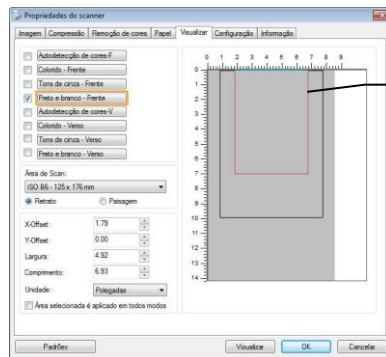 Propriedades do scanner
Imagem Compressão Remoção de cores Papel Visualizar Configuração Informação
Autodetecção de cores-F
Colorido - Frente
Tons de cinza - Frente
Preto e branco - Frente
Autodetecção de cores-V
Colorido - Verso
Tons de cinza - Verso
Preto e branco - Verso
Área de Scan:
ISO B6 - 125 x 176 mm
Retrato Paisagem
X-Offset: 1.79
Y-Offset: 0.00
Largura: 4.92
Comprimento: 6.93
Unidade: Polegadas
Área selecionada é aplicado em todos modos
0 1 2 3 4 5 6 7 8 9
0
1
2
3
4
5
6
7
8
9
10
11
12
13
14
Padrões Visualizar OK Cancelar